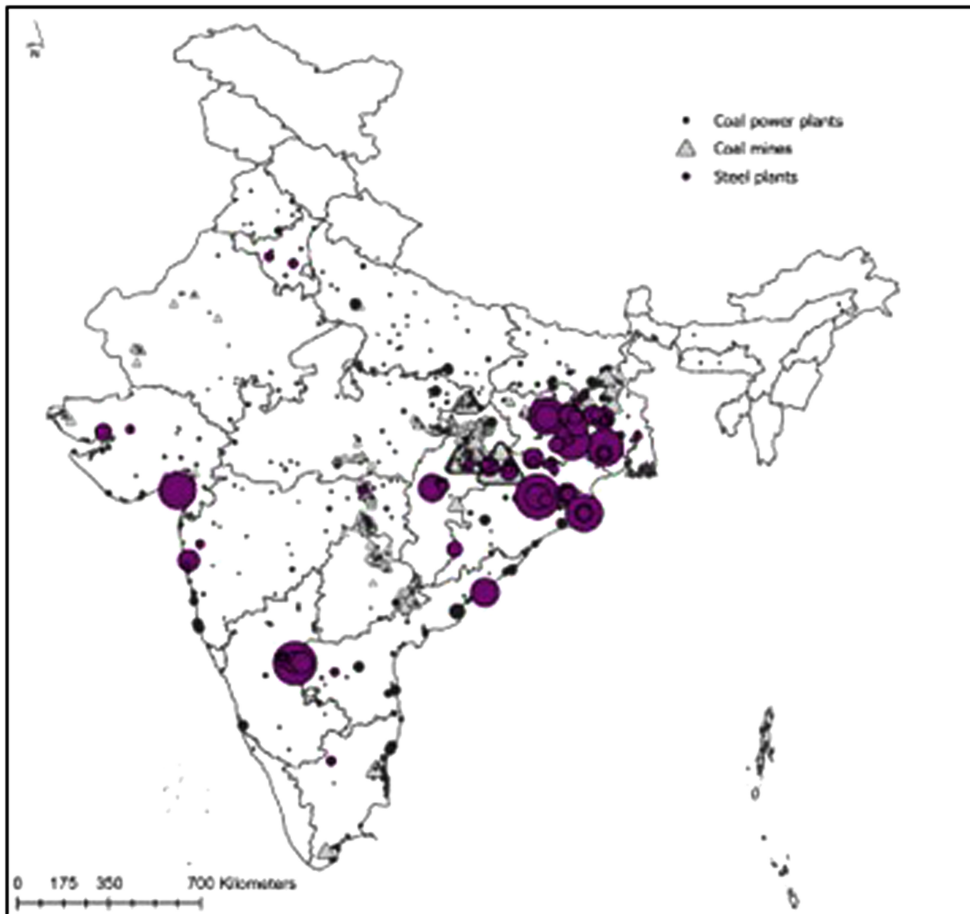 N
Coal power plants
Coal mines
Steel plants
0 175 350 700 Kilometers